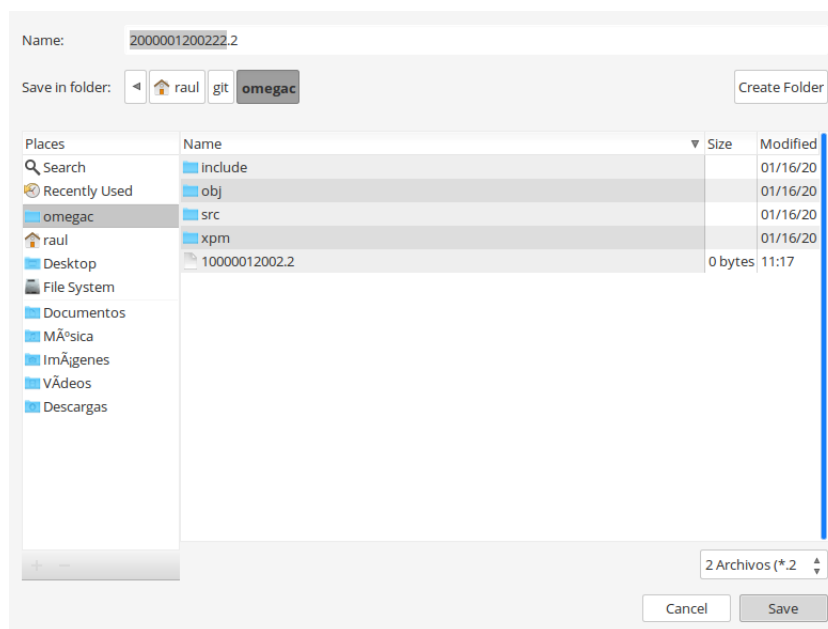 Name: 2000001200222.2
Save in folder: raul git omegac Create Folder
Places Name Size Modified
Search include 01/16/20
Recently Used obj 01/16/20
omegac src 01/16/20
raul xpm 01/16/20
Desktop 10000012002.2 0 bytes 11:17
File System
Documentos
MÃºsica
ImÃ¡genes
VÃdeos
Descargas
2 Archivos (*.2
Cancel Save